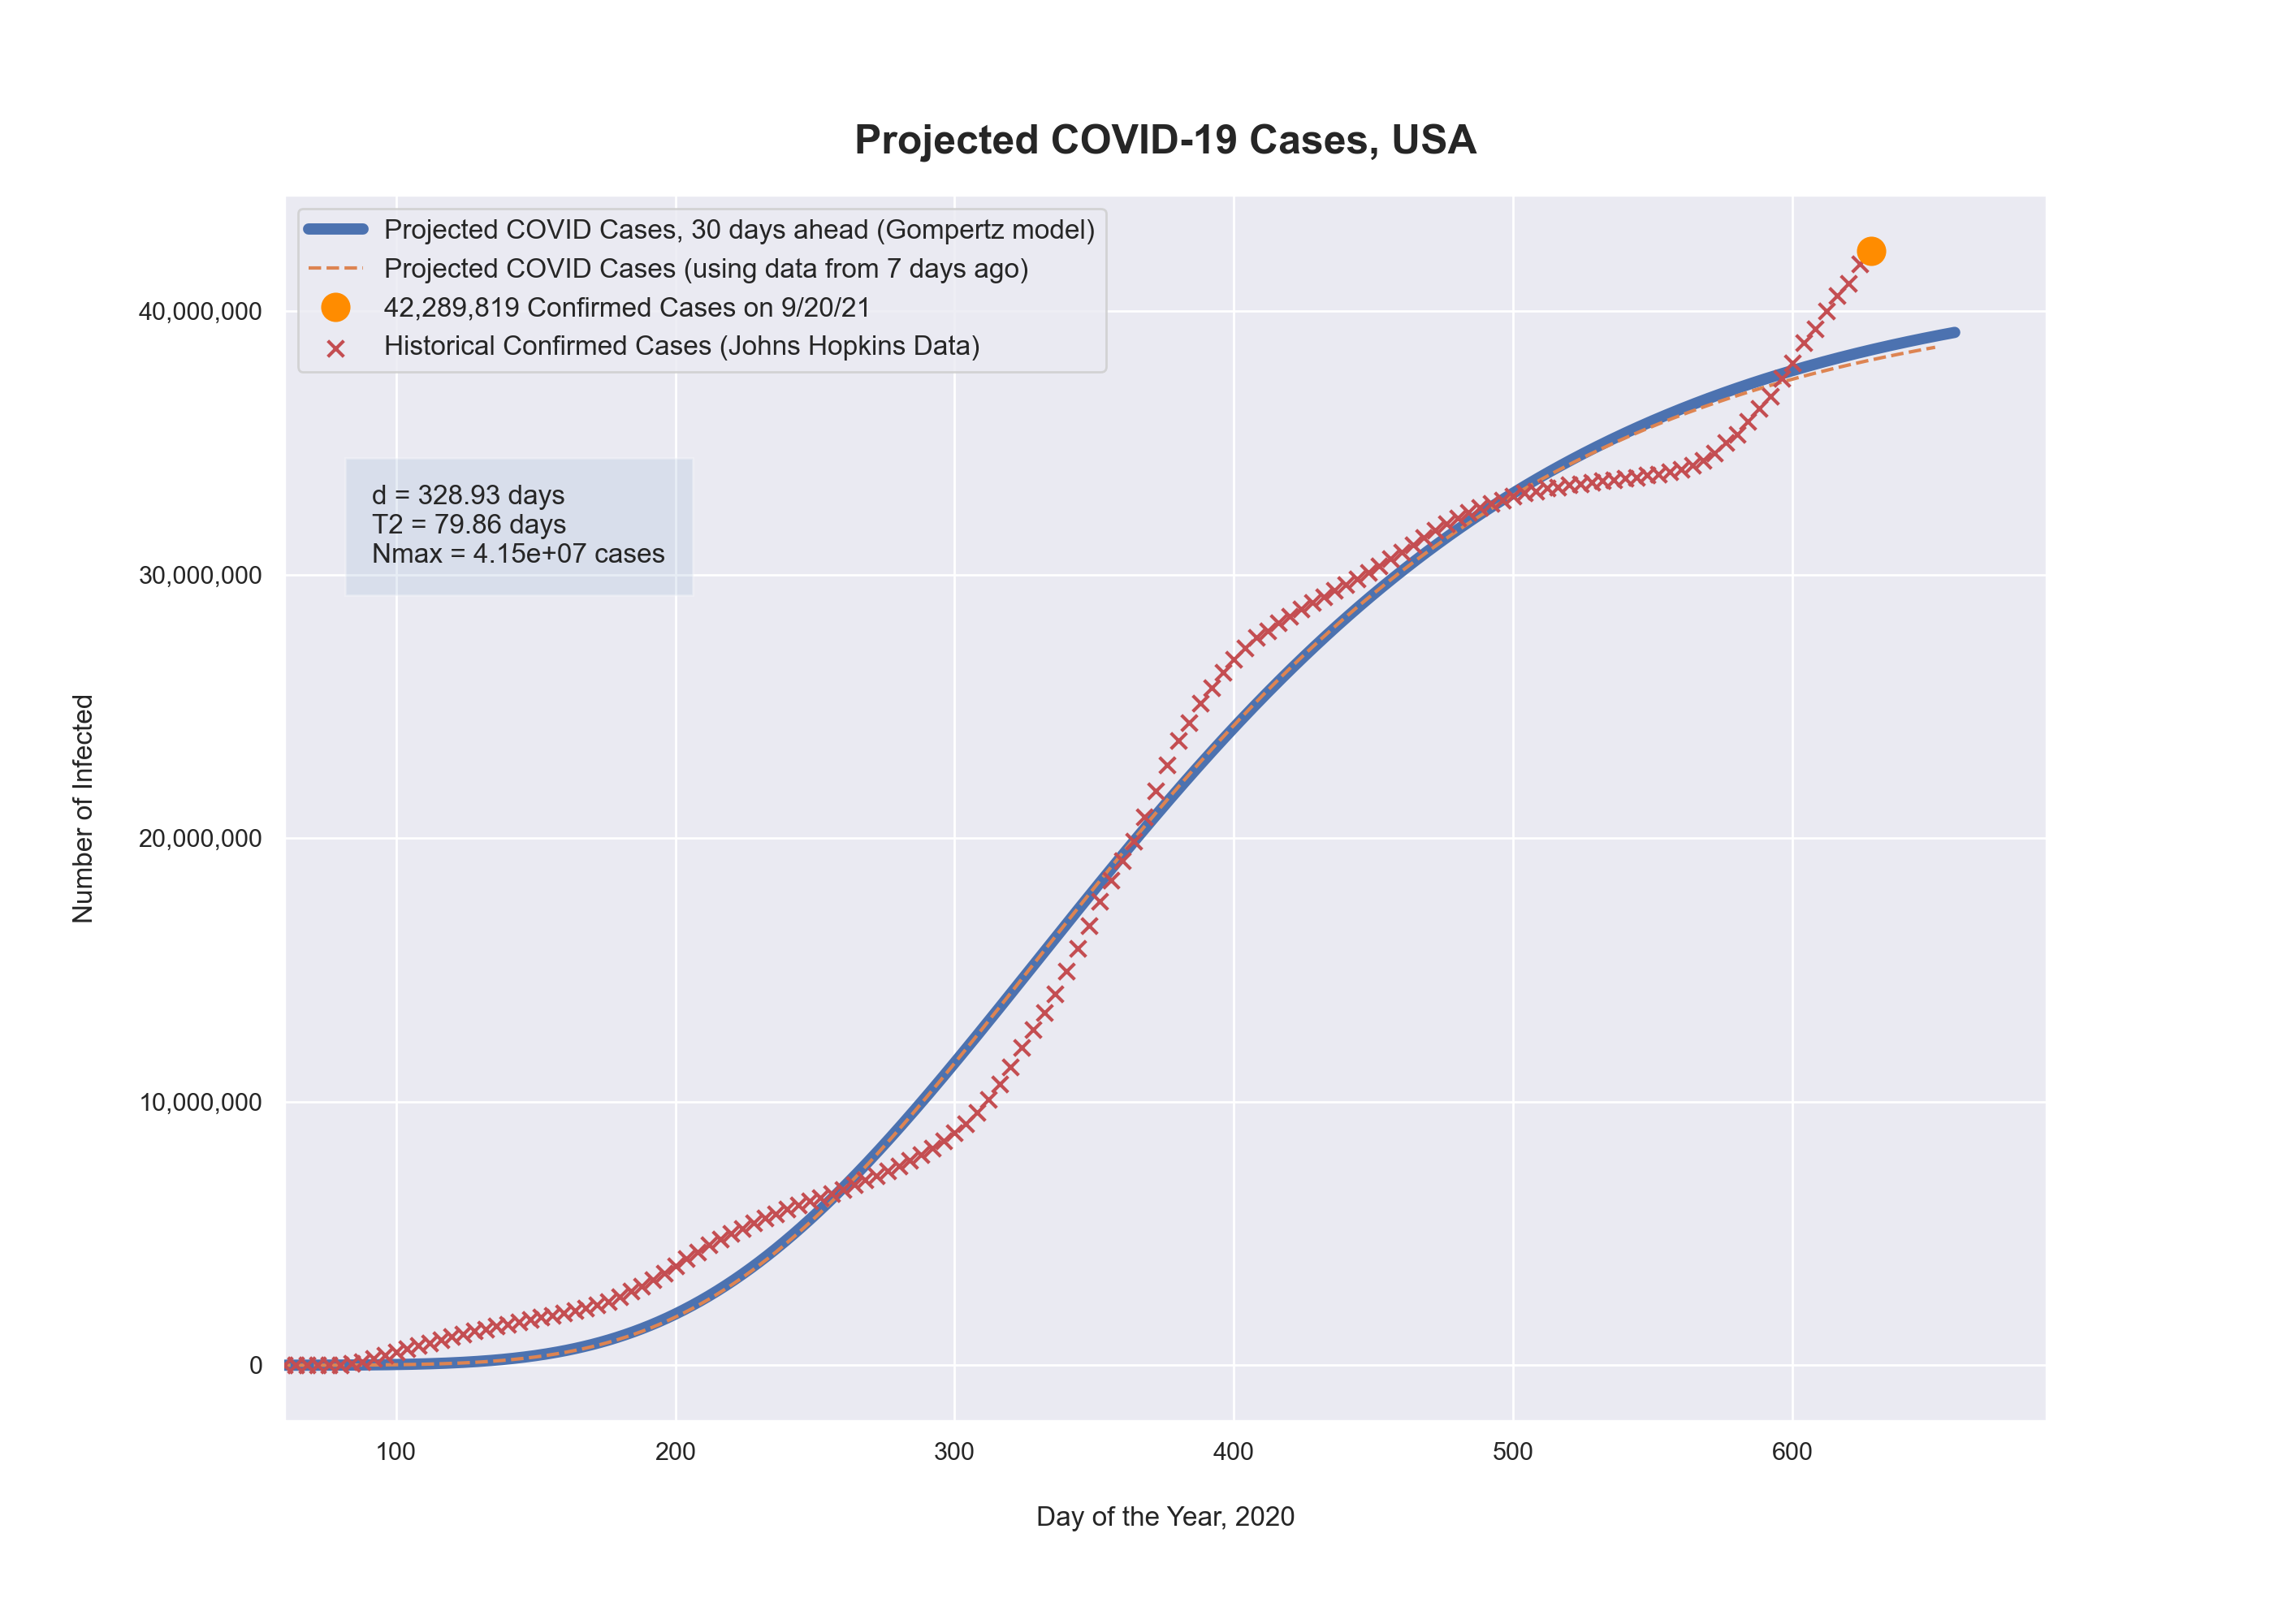 Projected COVID-19 Cases, USA
Projected COVID Cases, 30 days ahead (Gompertz model)
Projected COVID Cases (using data from 7 days ago)
42,289,819 Confirmed Cases on 9/20/21
Historical Confirmed Cases (Johns Hopkins Data)
d = 328.93 days
T2 = 79.86 days
Nmax = 4.15e+07 cases
Number of Infected
40,000,000
30,000,000
20,000,000
10,000,000
0
100
200
300
400
500
600
Day of the Year, 2020